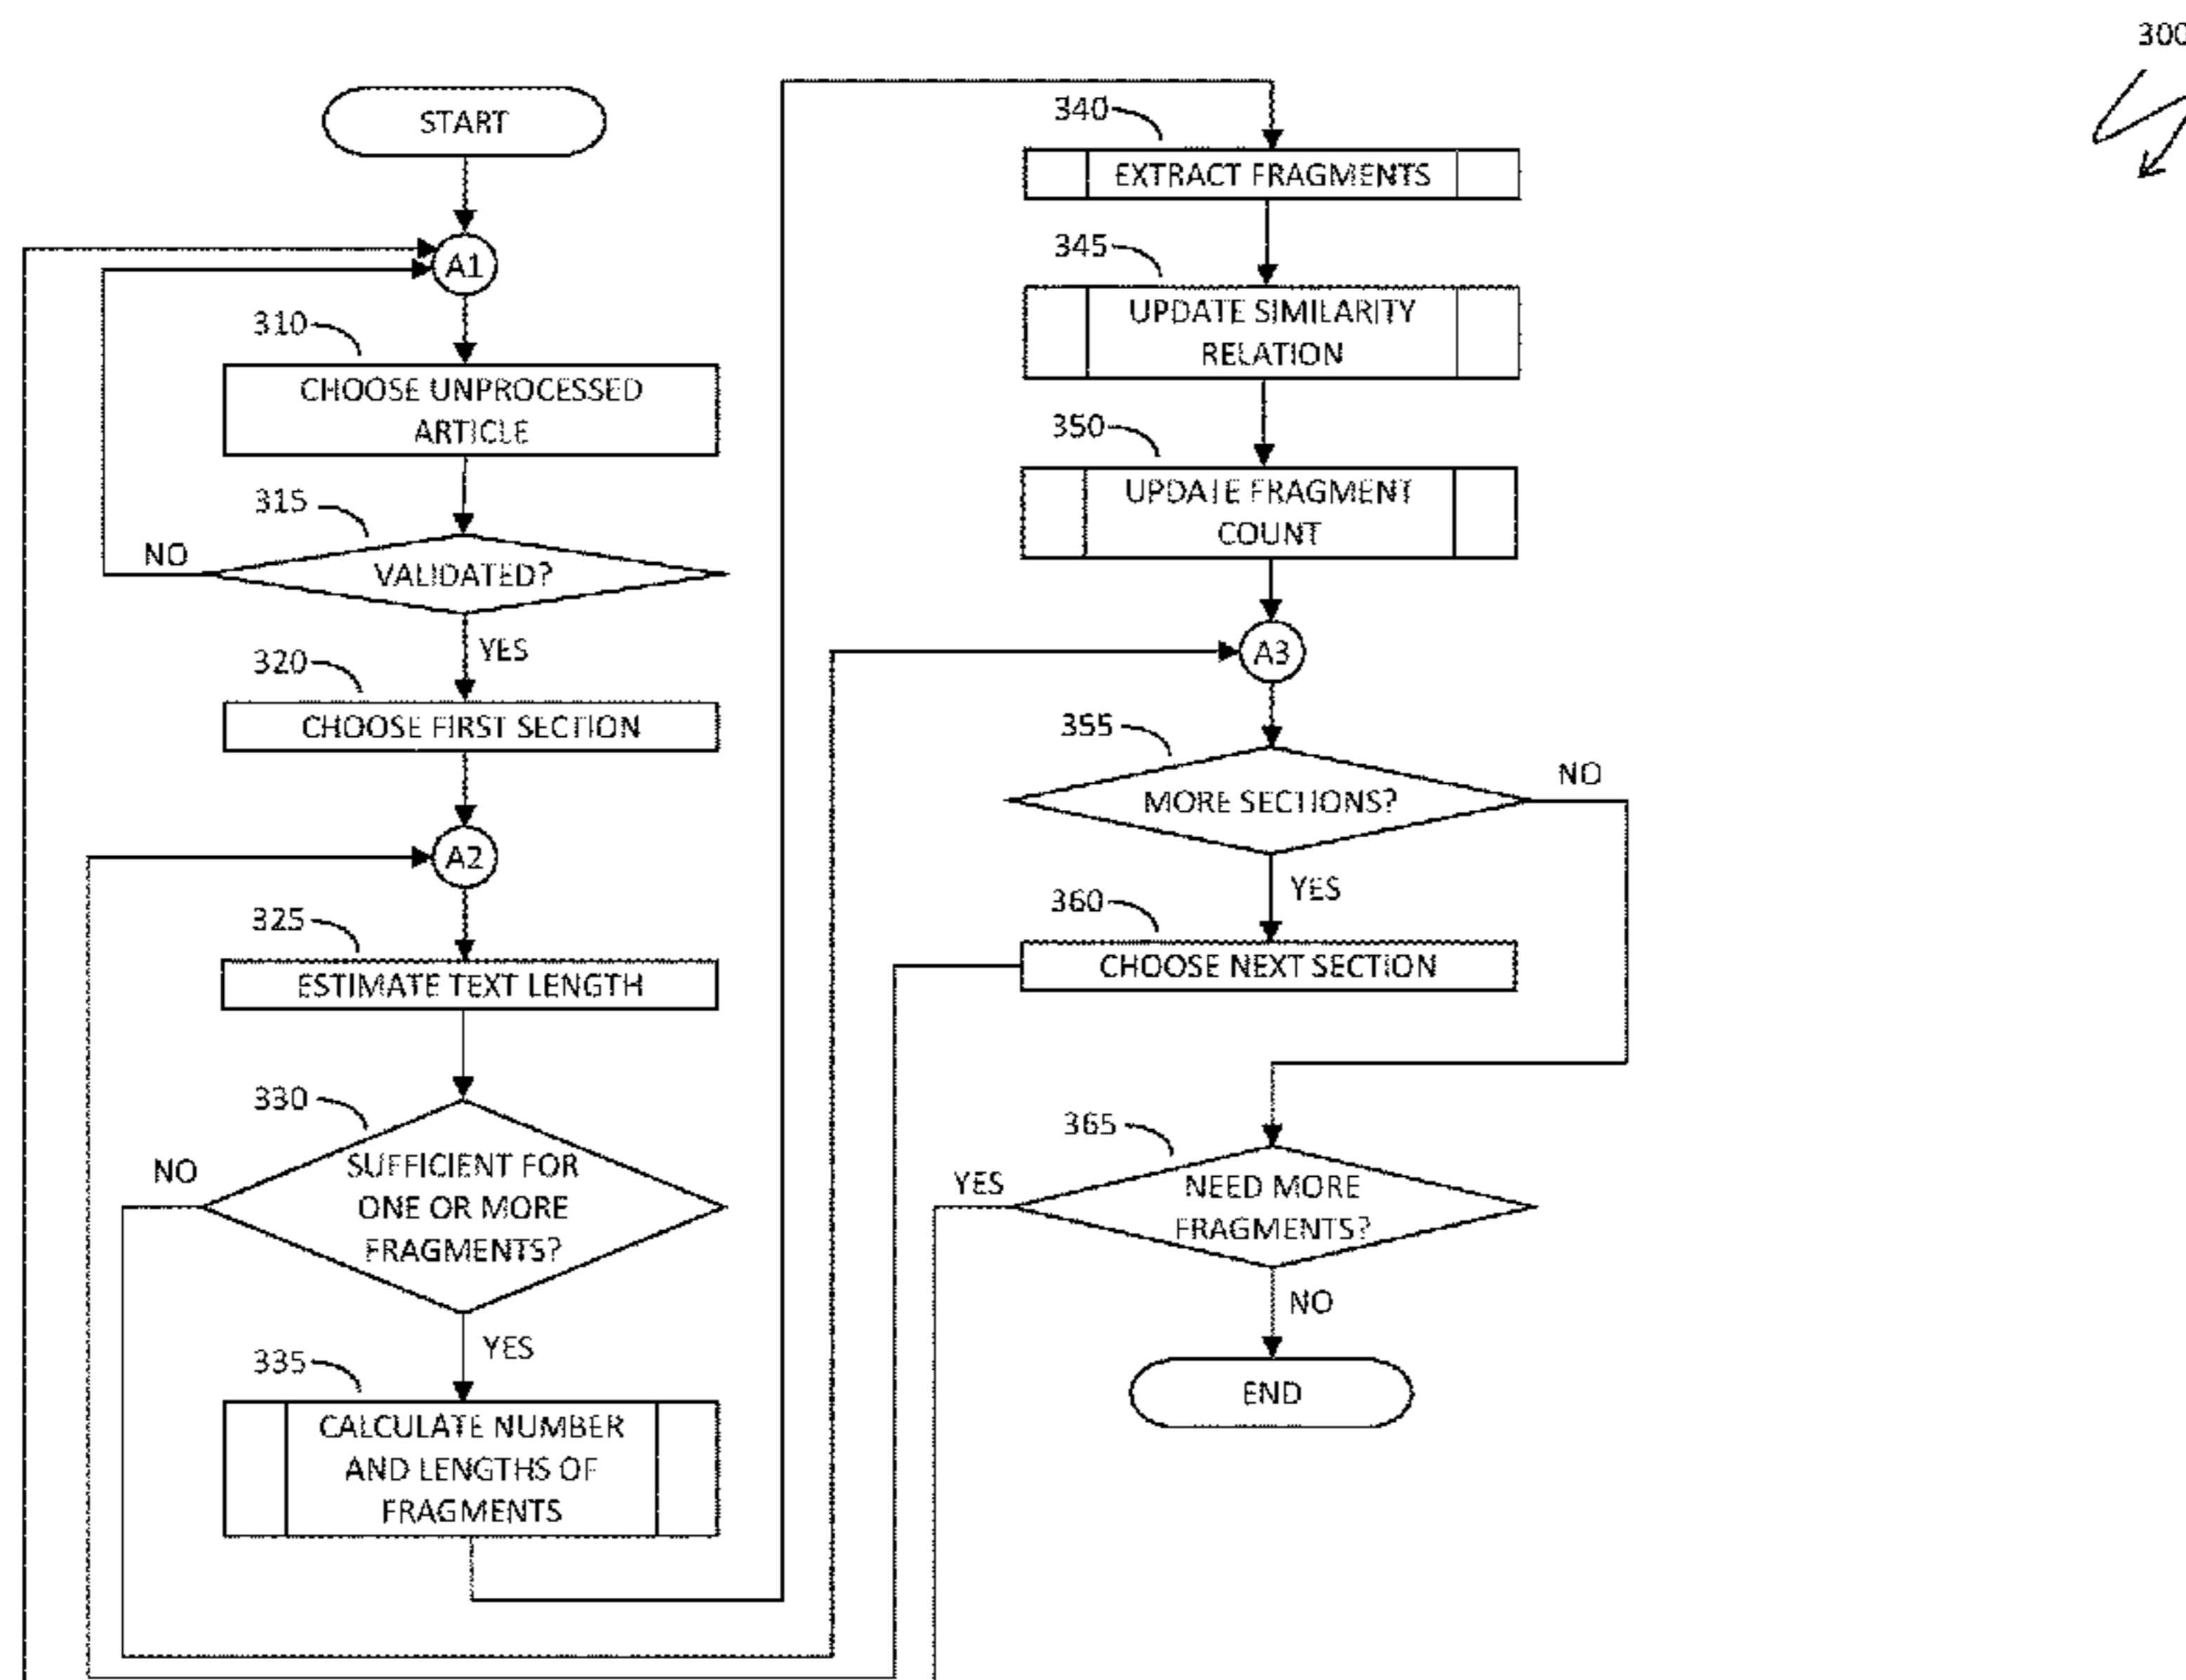 300
START
A1
310
CHOOSE UNPROCESSED
ARTICLE
315
NO
VALIDATED?
YES
320
CHOOSE FIRST SECTION
A2
325
ESTIMATE TEXT LENGTH
330
NO
SUFFICIENT FOR
ONE OR MORE
FRAGMENTS?
YES
335
CALCULATE NUMBER
AND LENGTHS OF
FRAGMENTS
340
EXTRACT FRAGMENTS
345
UPDATE SIMILARITY
RELATION
350
UPDATE FRAGMENT
COUNT
A3
355
NO
MORE SECTIONS?
YES
360
CHOOSE NEXT SECTION
365
YES
NEED MORE
FRAGMENTS?
NO
END